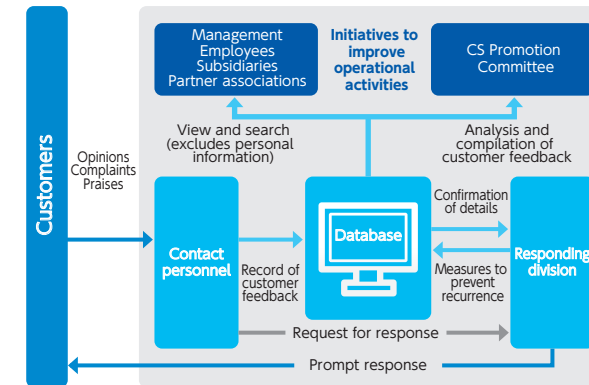 Customers
Opinions
Complaints
Praises
Management
Employees
Subsidiaries
Partner associations
Initiatives to
improve
operational
activities
CS Promotion
Committee
View and search
(excludes personal
information)
Analysis and
compilation of
customer feedback
Contact
personnel
Record of
customer
feedback
Database
Confirmation
of details
Measures to
prevent
recurrence
Responding
division
Request for response
Prompt response